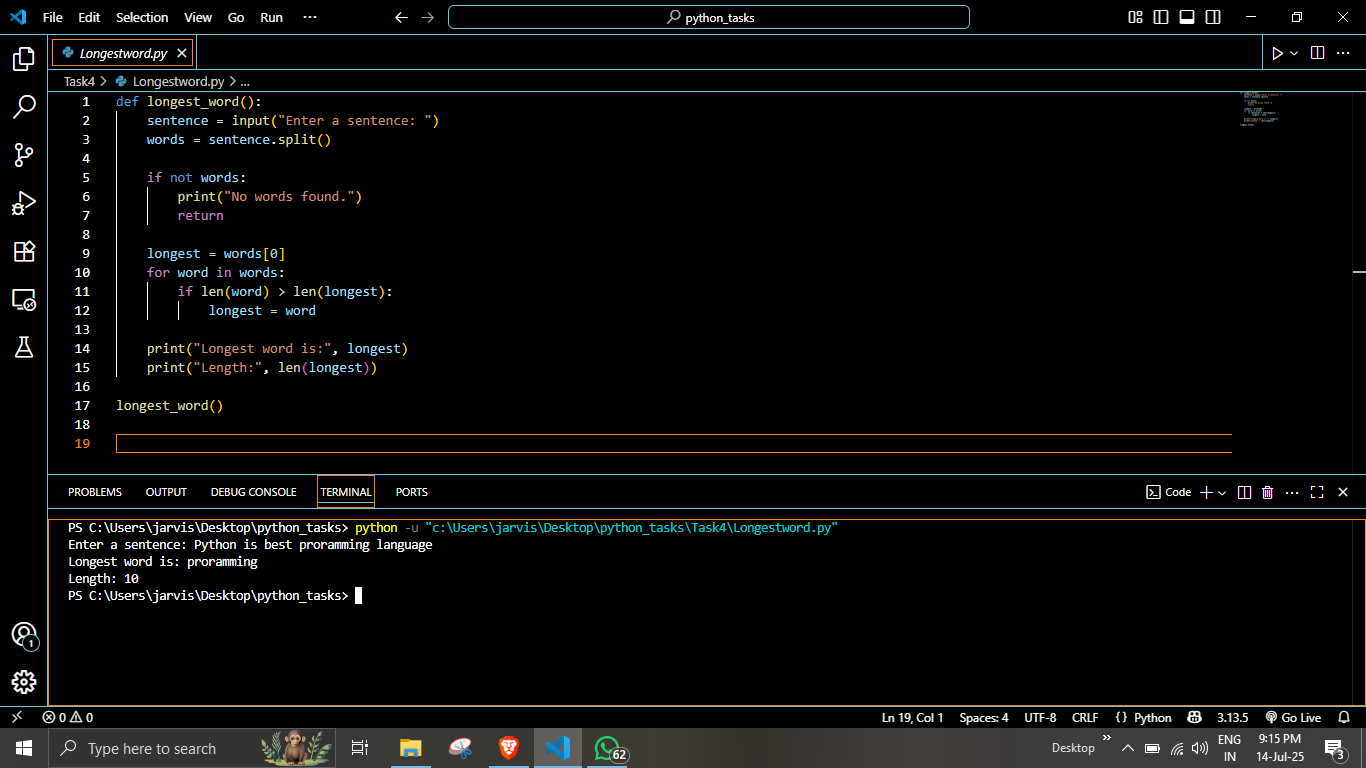 File Edit Selection View Go Run ··· python_tasks
Longestword.py
Task4 > Longestword.py > ...
1 def longest_word():
2     sentence = input("Enter a sentence: ")
3     words = sentence.split()
4
5     if not words:
6         print("No words found.")
7         return
8
9     longest = words[0]
10     for word in words:
11         if len(word) > len(longest):
12             longest = word
13
14     print("Longest word is:", longest)
15     print("Length:", len(longest))
16
17 longest_word()
18
19
PROBLEMS OUTPUT DEBUG CONSOLE TERMINAL PORTS Code
PS C:\Users\jarvis\Desktop\python_tasks> python -u "c:\Users\jarvis\Desktop\python_tasks\Task4\Longestword.py"
Enter a sentence: Python is best proramming language
Longest word is: proramming
Length: 10
PS C:\Users\jarvis\Desktop\python_tasks>
1
0 0 Ln 19, Col 1 Spaces: 4 UTF-8 CRLF {} Python 3.13.5 Go Live
Type here to search 62 Desktop ENG 9:15 PM
IN 14-Jul-25 3